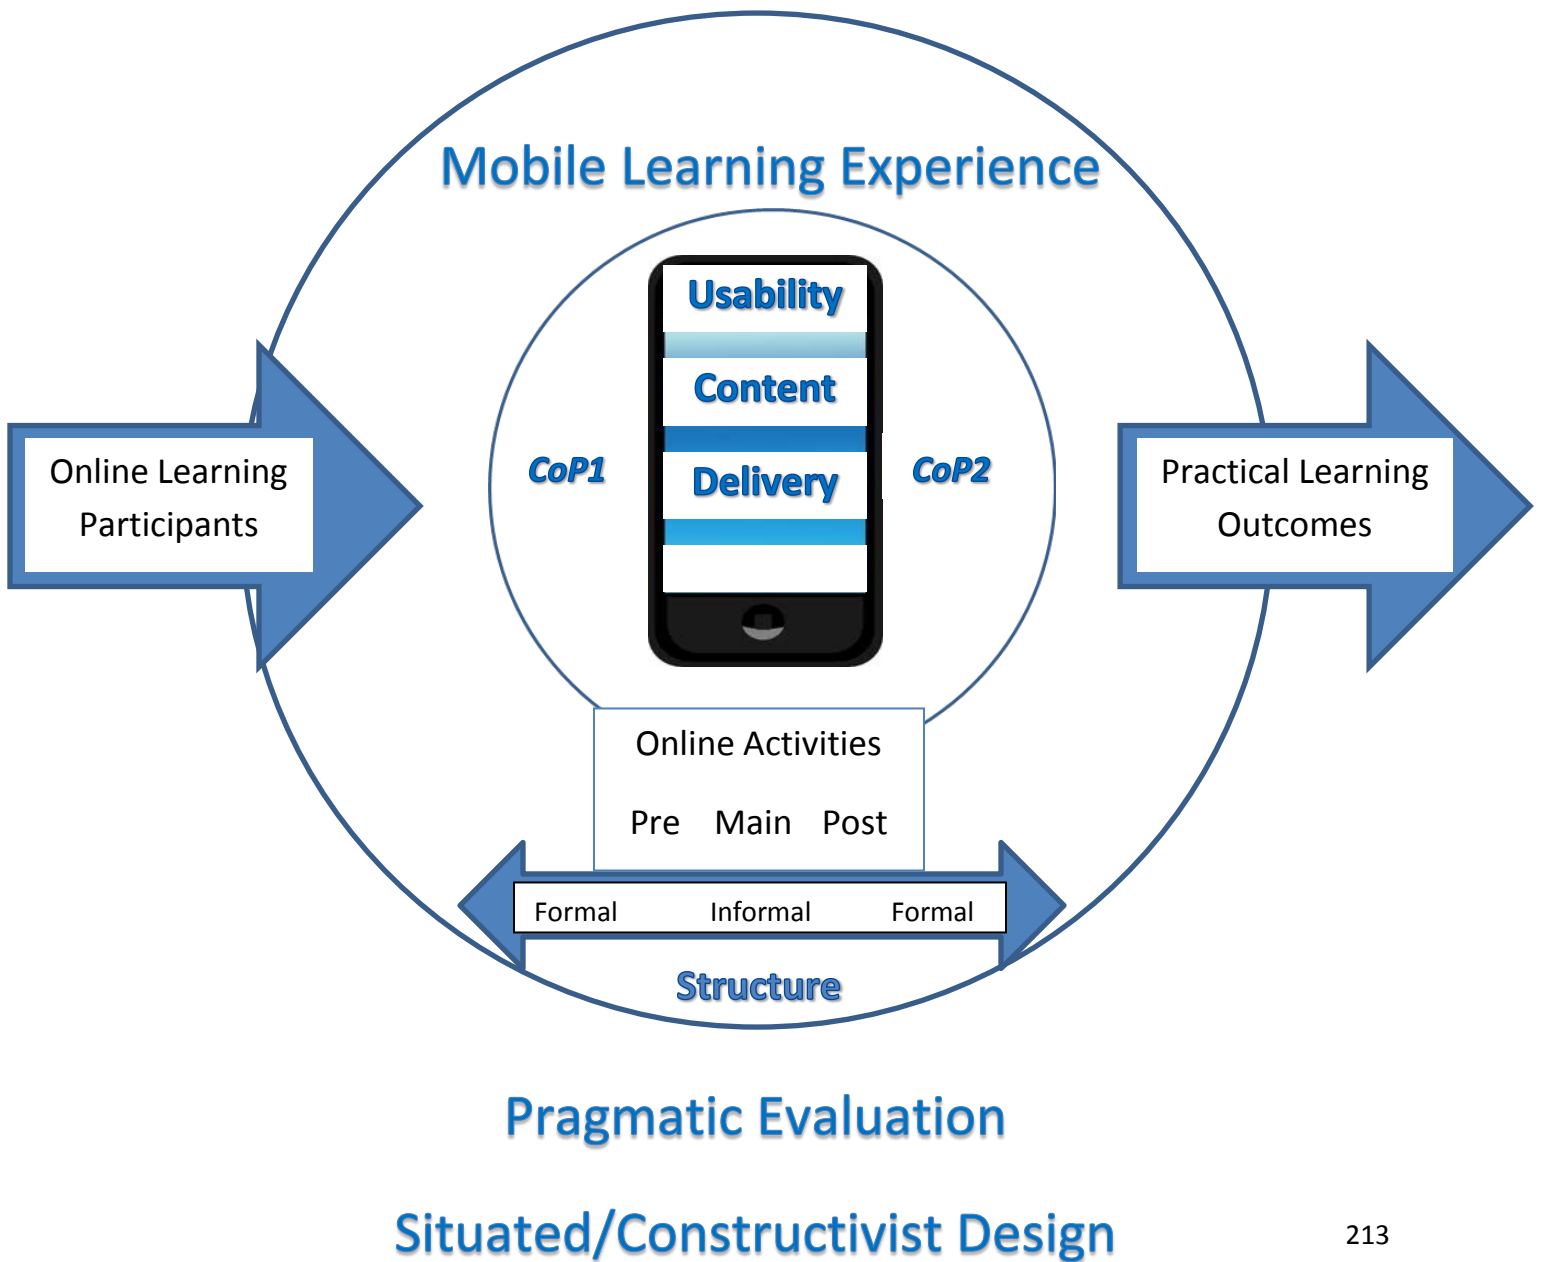 Mobile Learning Experience
Usability
Content
Delivery
CoP1
CoP2
Online Learning
Participants
Practical Learning
Outcomes
Online Activities
Pre Main Post
Formal Informal Formal
Structure
Pragmatic Evaluation
Situated/Constructivist Design
213